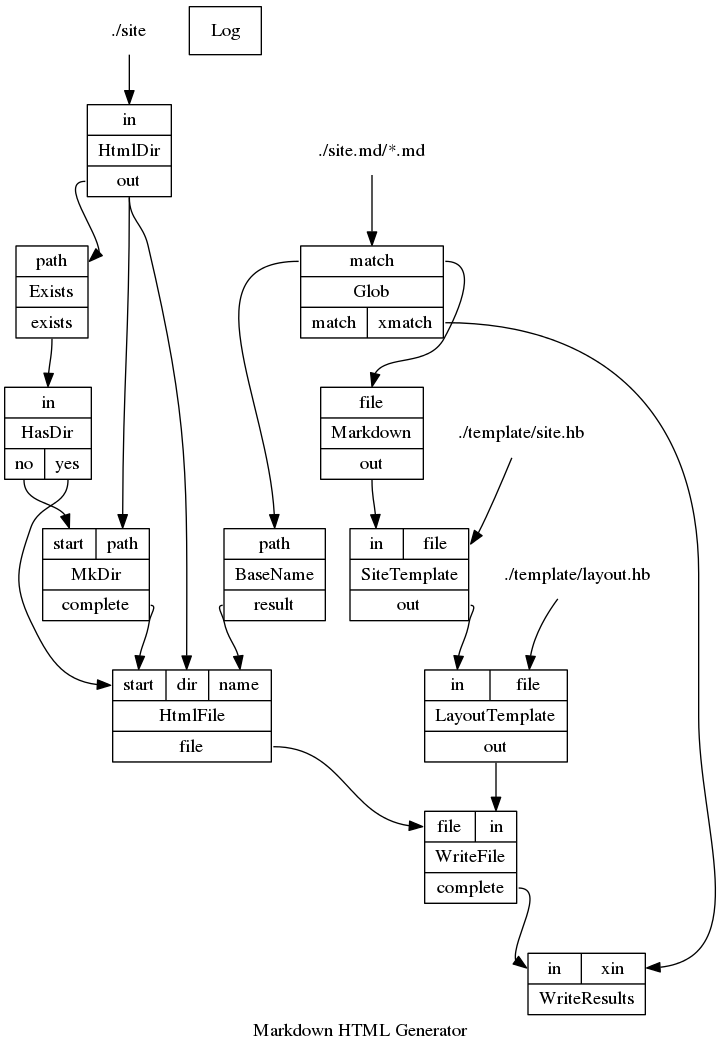 ./site
Log
in
HtmlDir
out
./site.md/*.md
path
Exists
exists
match
Glob
match xmatch
in
HasDir
no yes
file
Markdown
out
./template/site.hb
start path
MkDir
complete
path
BaseName
result
in file
SiteTemplate
out
./template/layout.hb
start dir name
HtmlFile
file
in file
LayoutTemplate
out
file in
WriteFile
complete
in xin
WriteResults
Markdown HTML Generator